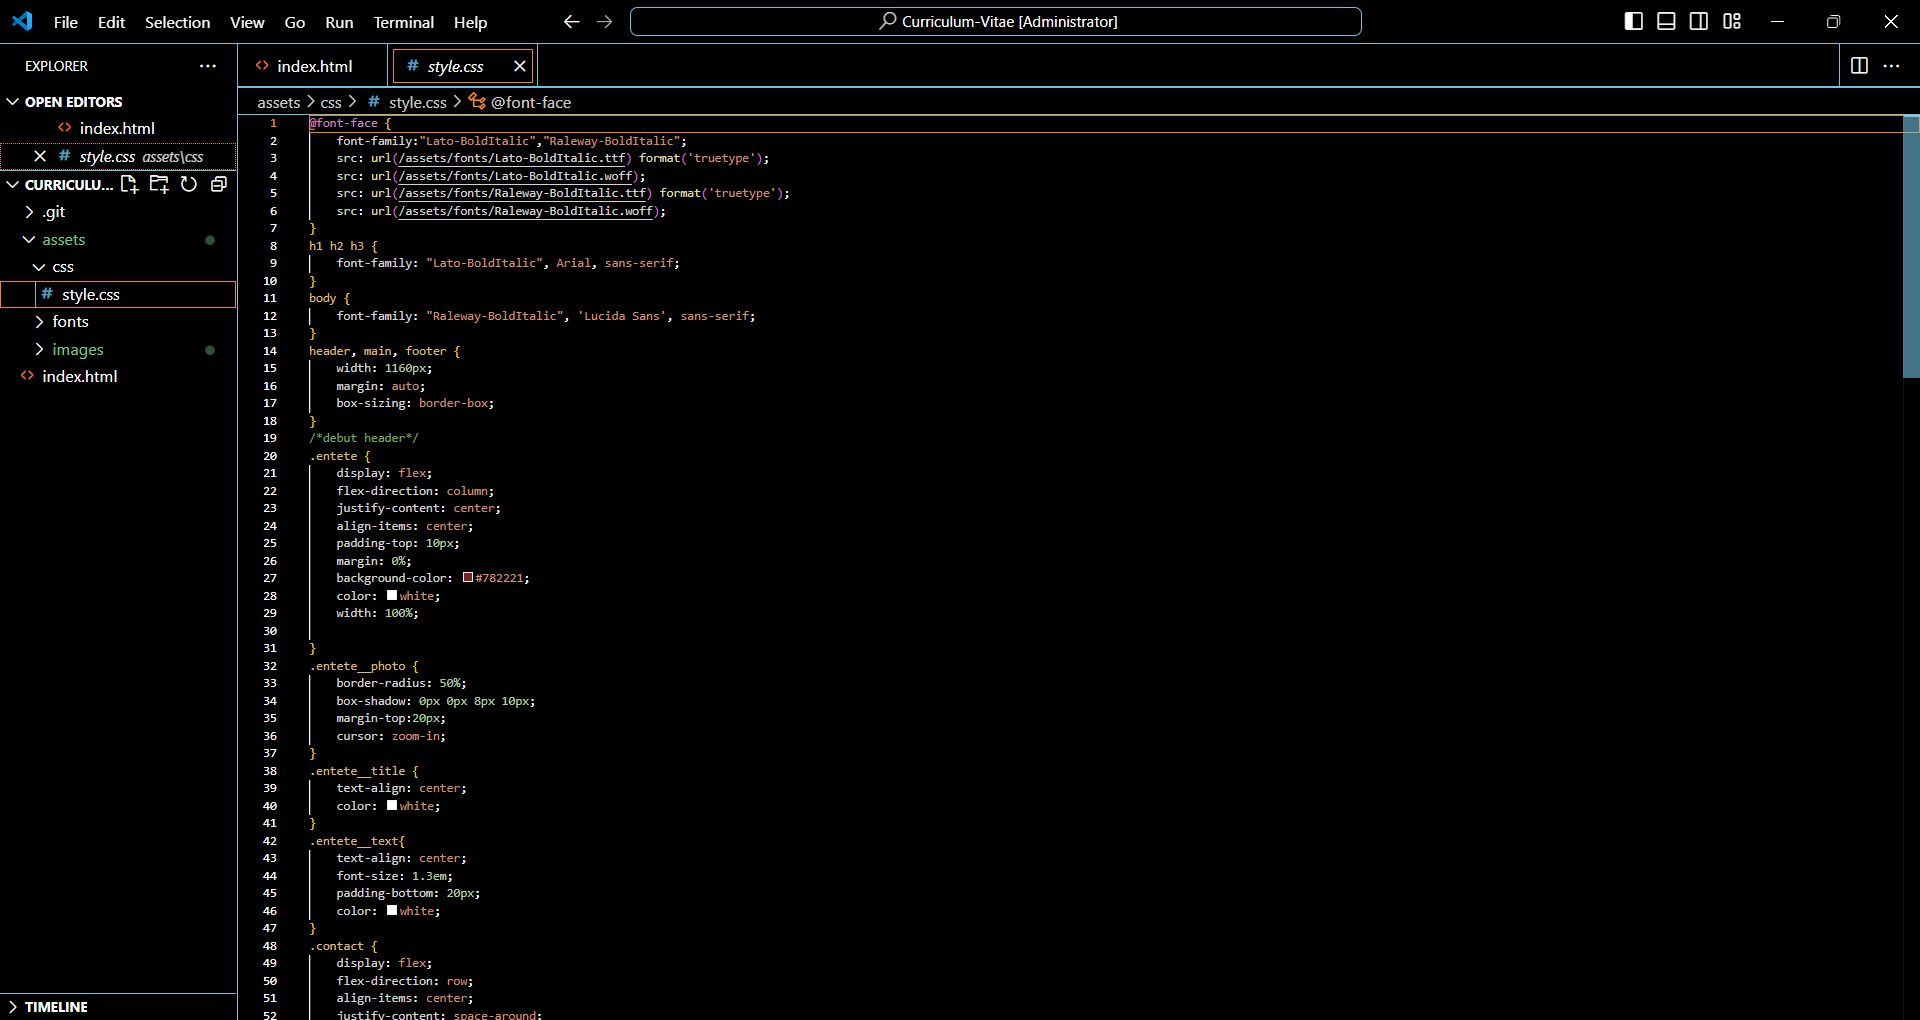 File Edit Selection View Go Run Terminal Help
Curriculum-Vitae [Administrator]
EXPLORER
OPEN EDITORS
index.html
style.css assets\css
CURRICULU...
.git
assets
css
# style.css
fonts
images
index.html
TIMELINE
index.html
# style.css
assets > css > # style.css > @font-face
1 @font-face {
2 font-family:"Lato-BoldItalic","Raleway-BoldItalic";
3 src: url(/assets/fonts/Lato-BoldItalic.ttf) format('truetype');
4 src: url(/assets/fonts/Lato-BoldItalic.woff);
5 src: url(/assets/fonts/Raleway-BoldItalic.ttf) format('truetype');
6 src: url(/assets/fonts/Raleway-BoldItalic.woff);
7 }
8 h1 h2 h3 {
9 font-family: "Lato-BoldItalic", Arial, sans-serif;
10 }
11 body {
12 font-family: "Raleway-BoldItalic", 'Lucida Sans', sans-serif;
13 }
14 header, main, footer {
15 width: 1160px;
16 margin: auto;
17 box-sizing: border-box;
18 }
19 /*debut header*/
20 .entete {
21 display: flex;
22 flex-direction: column;
23 justify-content: center;
24 align-items: center;
25 padding-top: 10px;
26 margin: 0%;
27 background-color: #782221;
28 color: white;
29 width: 100%;
30
31 }
32 .entete__photo {
33 border-radius: 50%;
34 box-shadow: 0px 0px 8px 10px;
35 margin-top:20px;
36 cursor: zoom-in;
37 }
38 .entete__title {
39 text-align: center;
40 color: white;
41 }
42 .entete__text{
43 text-align: center;
44 font-size: 1.3em;
45 padding-bottom: 20px;
46 color: white;
47 }
48 .contact {
49 display: flex;
50 flex-direction: row;
51 align-items: center;
52 justify-content: space-around;